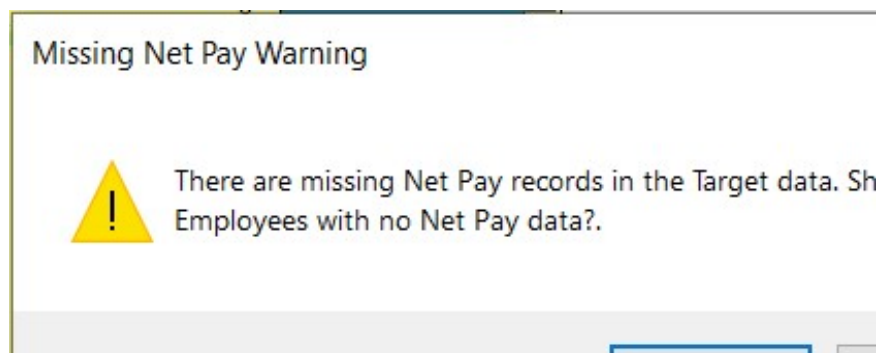 Missing Net Pay Warning
There are missing Net Pay records in the Target data. Sh
Employees with no Net Pay data?.